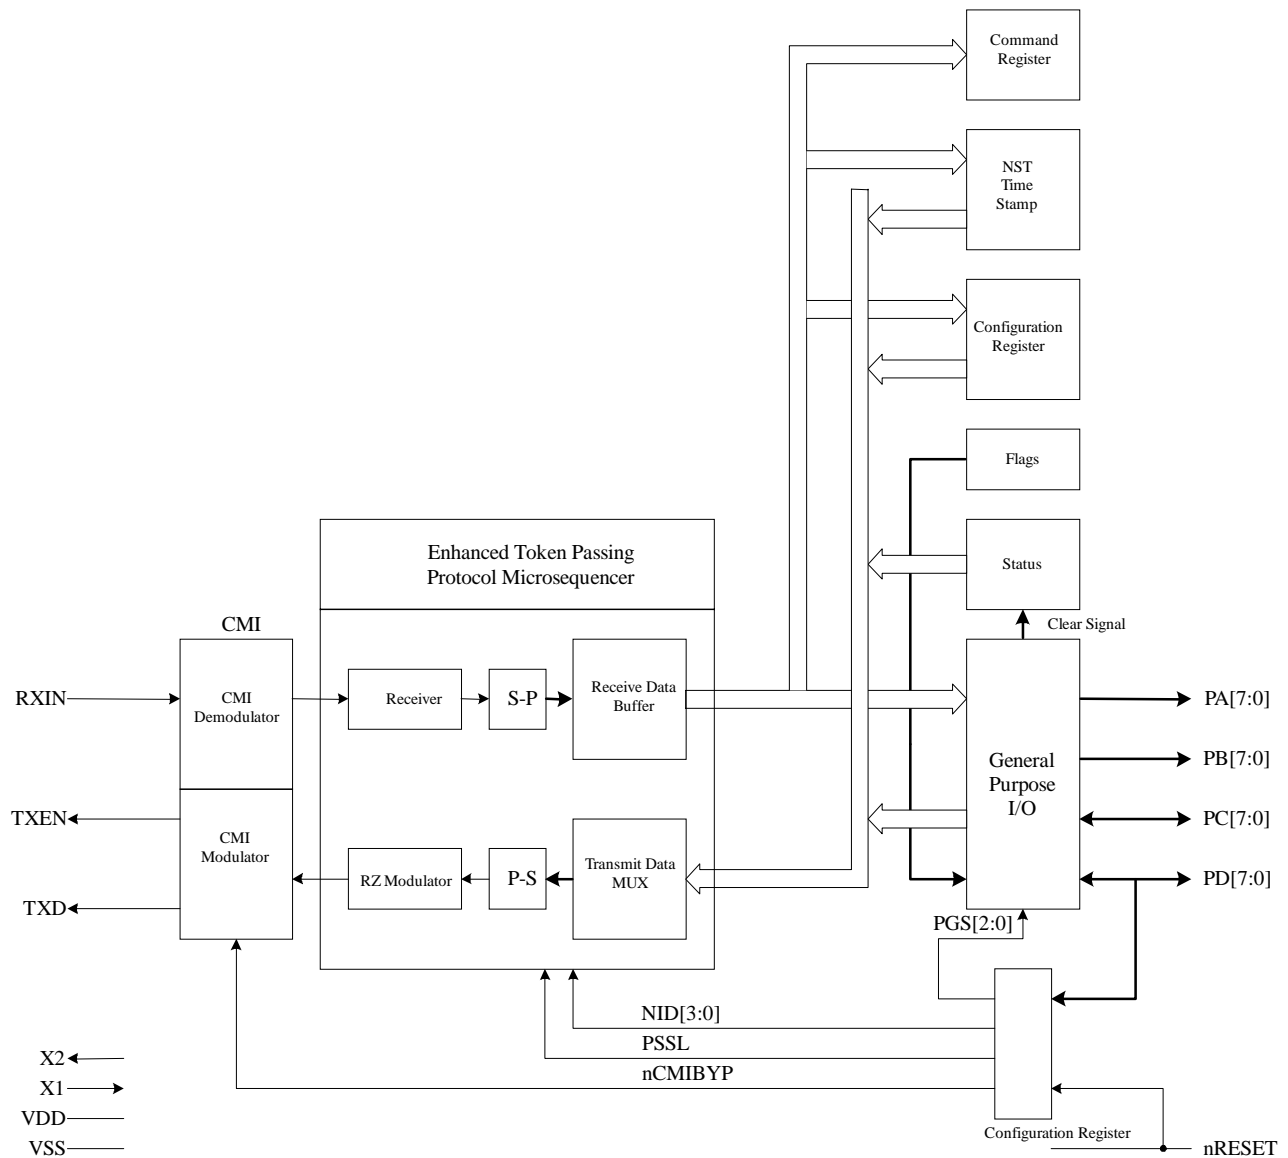 Command
Register
NST
Time
Stamp
Configuration
Register
Flags
Enhanced Token Passing
Protocol Microsequencer
Status
Clear Signal
CMI
RXIN
CMI
Demodulator
Receiver
S-P
Receive Data
Buffer
PA[7:0]
General
Purpose
I/O
PB[7:0]
TXEN
CMI
Modulator
RZ Modulator
P-S
Transmit Data
MUX
PC[7:0]
TXD
PD[7:0]
PGS[2:0]
NID[3:0]
PSSL
nCMIBYP
X2
X1
VDD
VSS
Configuration Register
nRESET